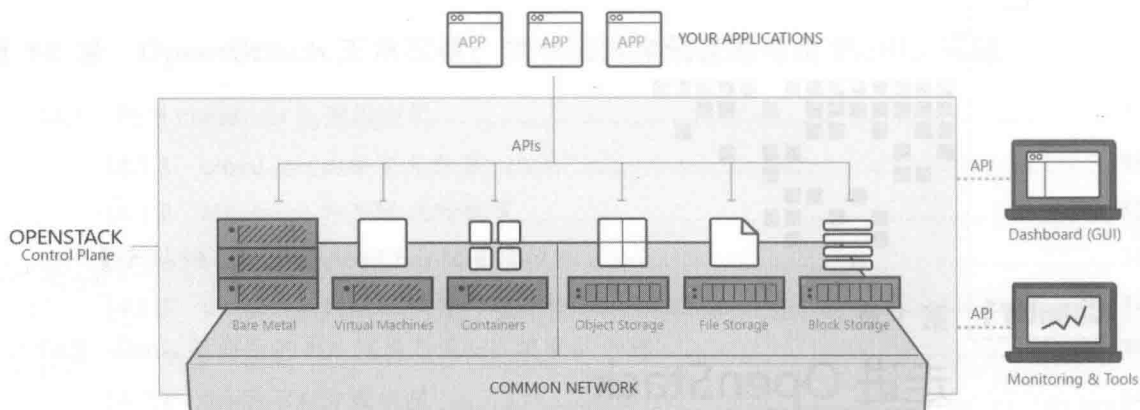 APP APP APP YOUR APPLICATIONS
APIs
API
OPENSTACK
Control Plane
Dashboard (GUI)
Bare Metal Virtual Machines Containers Object Storage File Storage Block Storage
API
COMMON NETWORK
Monitoring & Tools
OpenStack